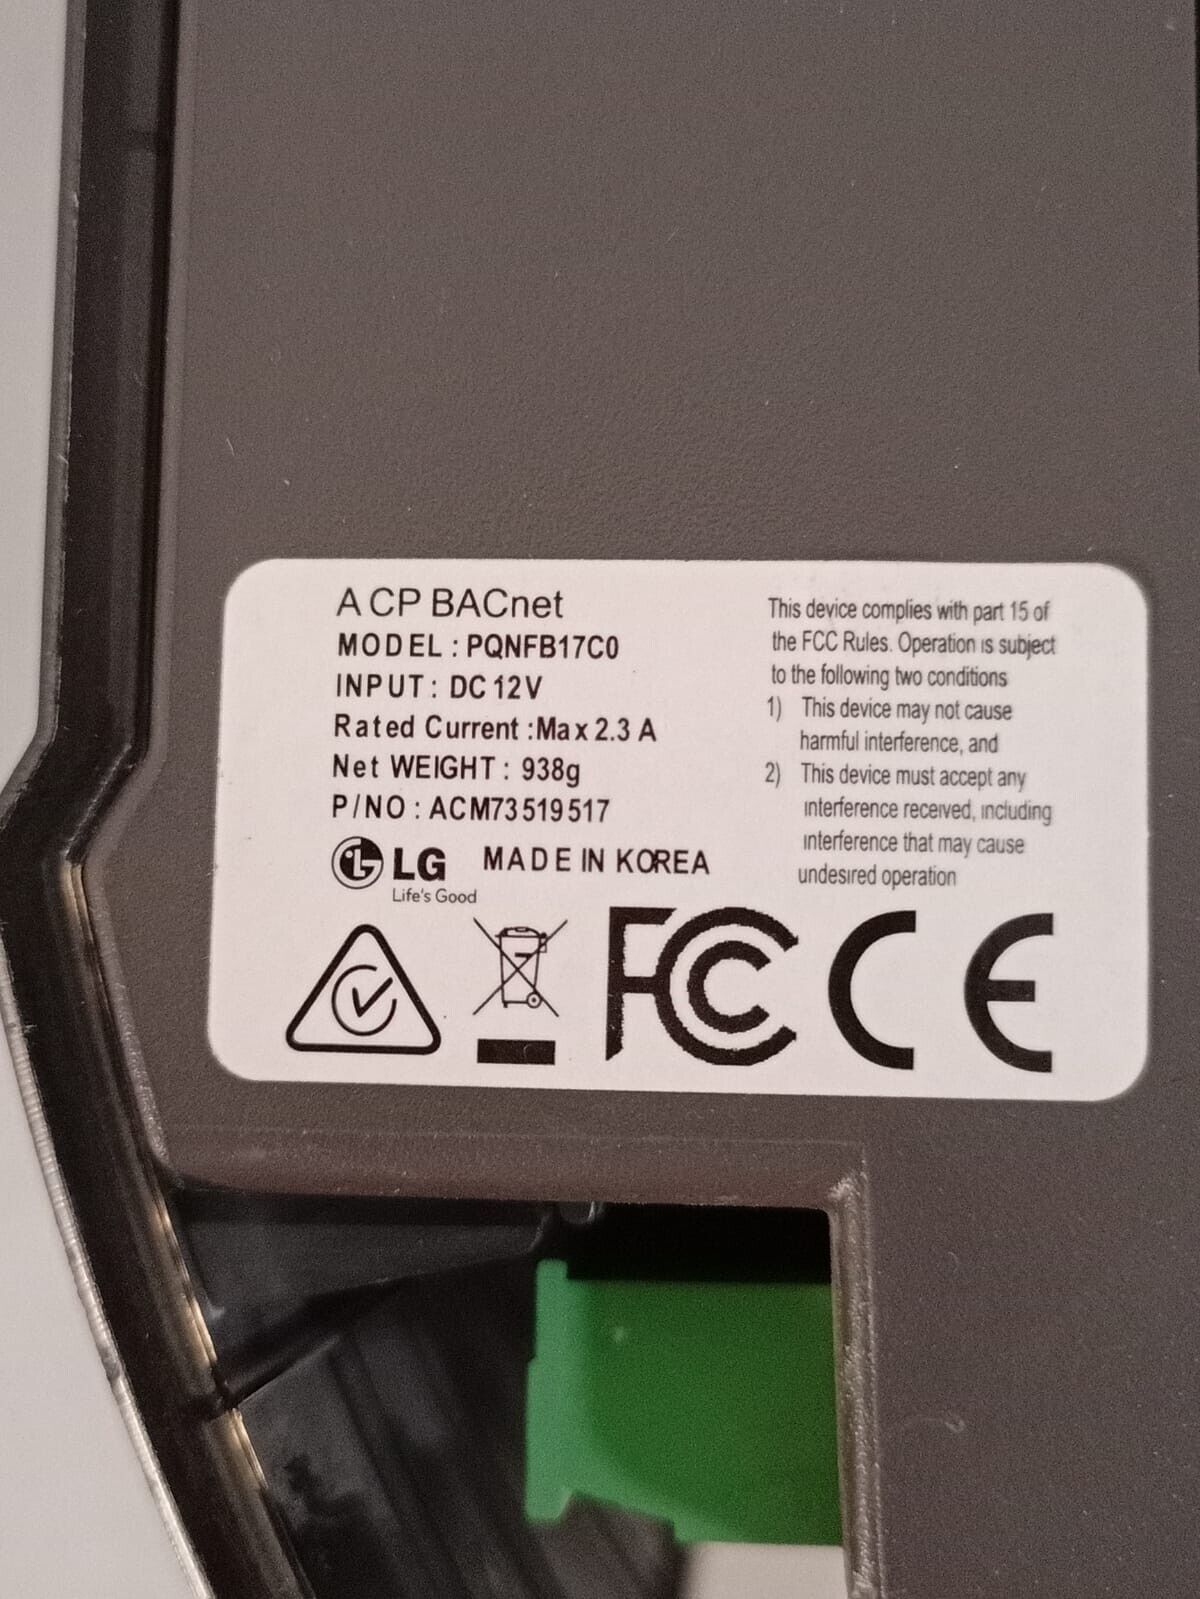 ACP BACnet
MODEL : PQNFB17C0
INPUT : DC 12V
Rated Current :Max 2.3 A
Net WEIGHT : 938g
P/NO : ACM73519517
LG MADE IN KOREA
Life's Good
This device complies with part 15 of
the FCC Rules. Operation is subject
to the following two conditions
1) This device may not cause
harmful interference, and
2) This device must accept any
interference received, including
interference that may cause
undesired operation
FC CE